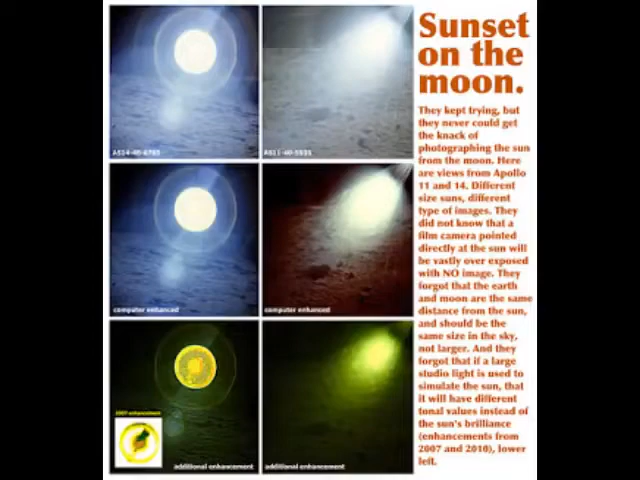 Sunset
on the
moon.
They kept trying, but
they never could get
the knack of
photographing the sun
from the moon. Here
are views from Apollo
11 and 14. Different
size suns, different
type of images. They
did not know that a
film camera pointed
directly at the sun will
be vastly over exposed
with NO image. They
forgot that the earth
and moon are the same
distance from the sun,
and should be the
same size in the sky,
not larger. And they
forgot that if a large
studio light is used to
simulate the sun, that
it will have different
tonal values instead of
the sun's brilliance
(enhancements from
2007 and 2010), lower
left.
computer enhanced
computer enhanced
2007 enhancement
additional enhancement
additional enhancement